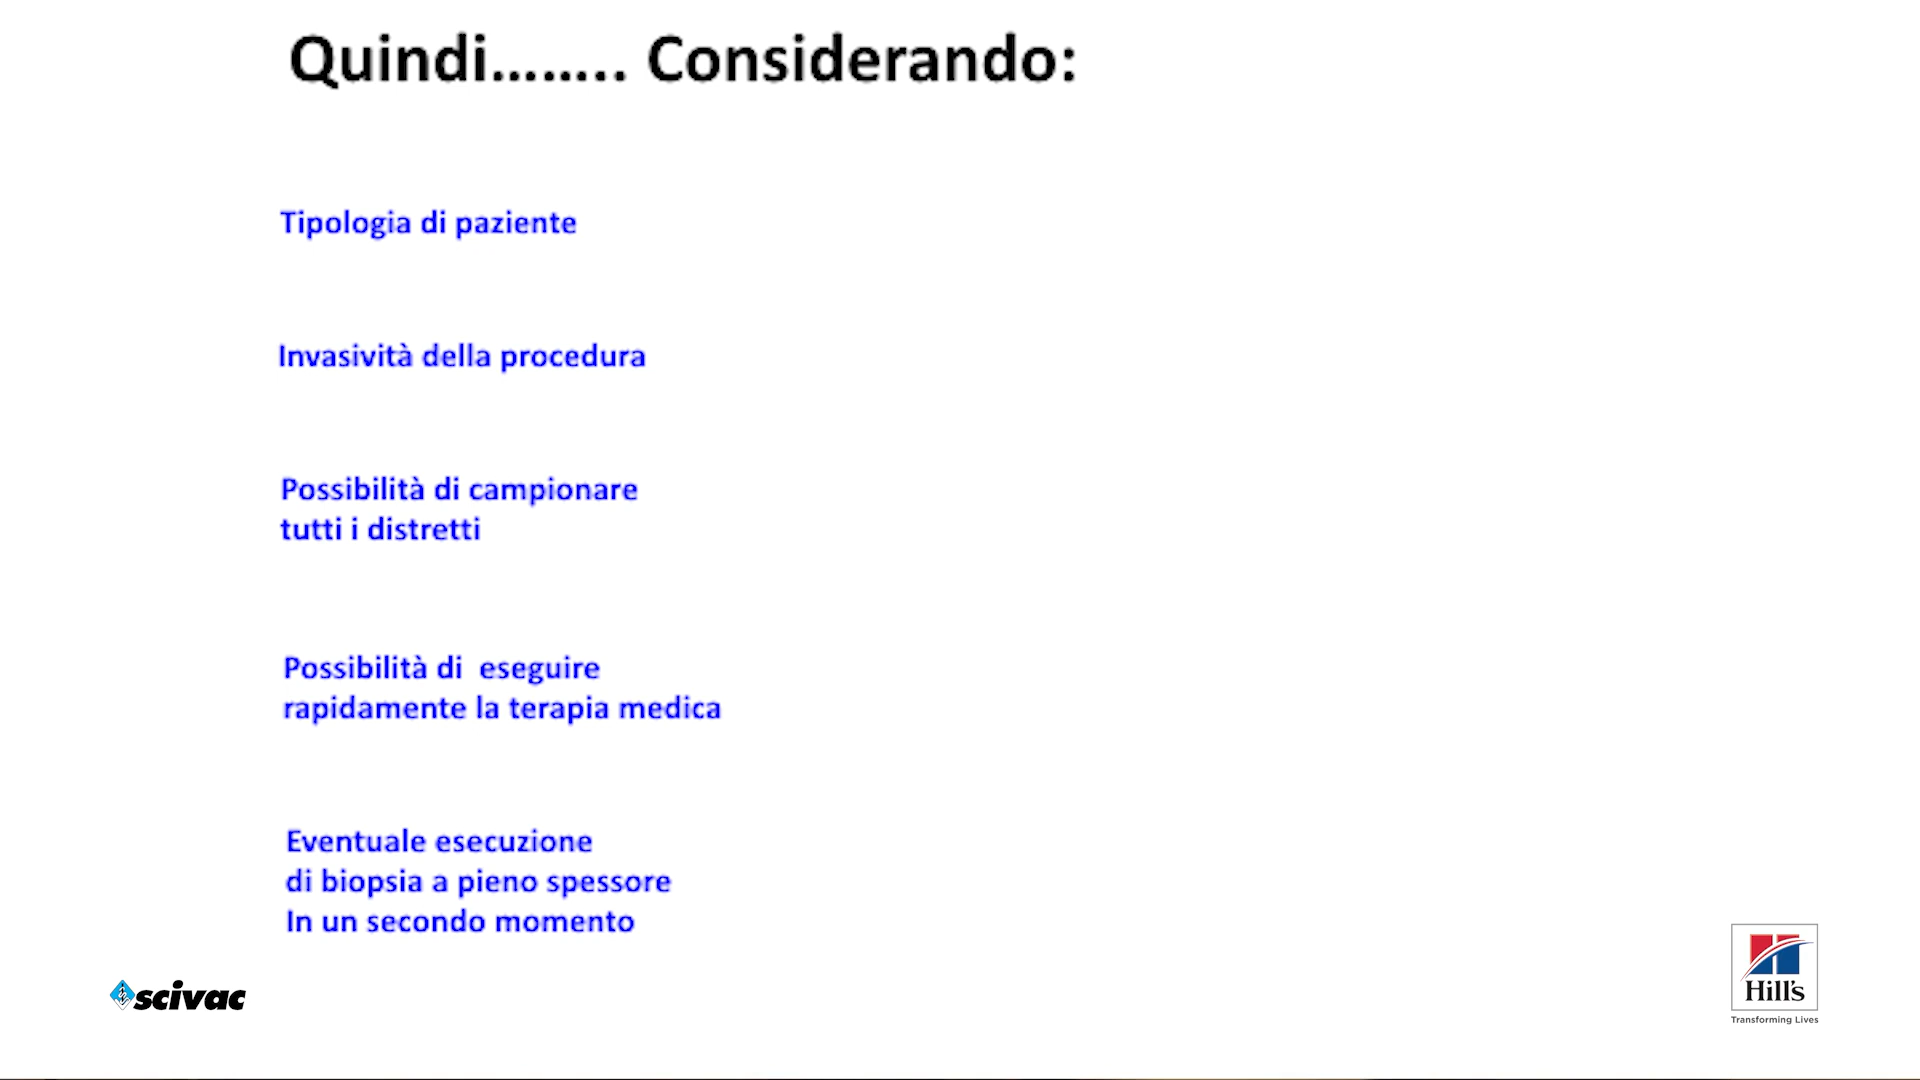 Quindi…….. Considerando:
Tipologia di paziente
Invasività della procedura
Possibilità di campionare
tutti i distretti
Possibilità di  eseguire
rapidamente la terapia medica
Eventuale esecuzione
di biopsia a pieno spessore
In un secondo momento
scivac
Hill's
Transforming Lives